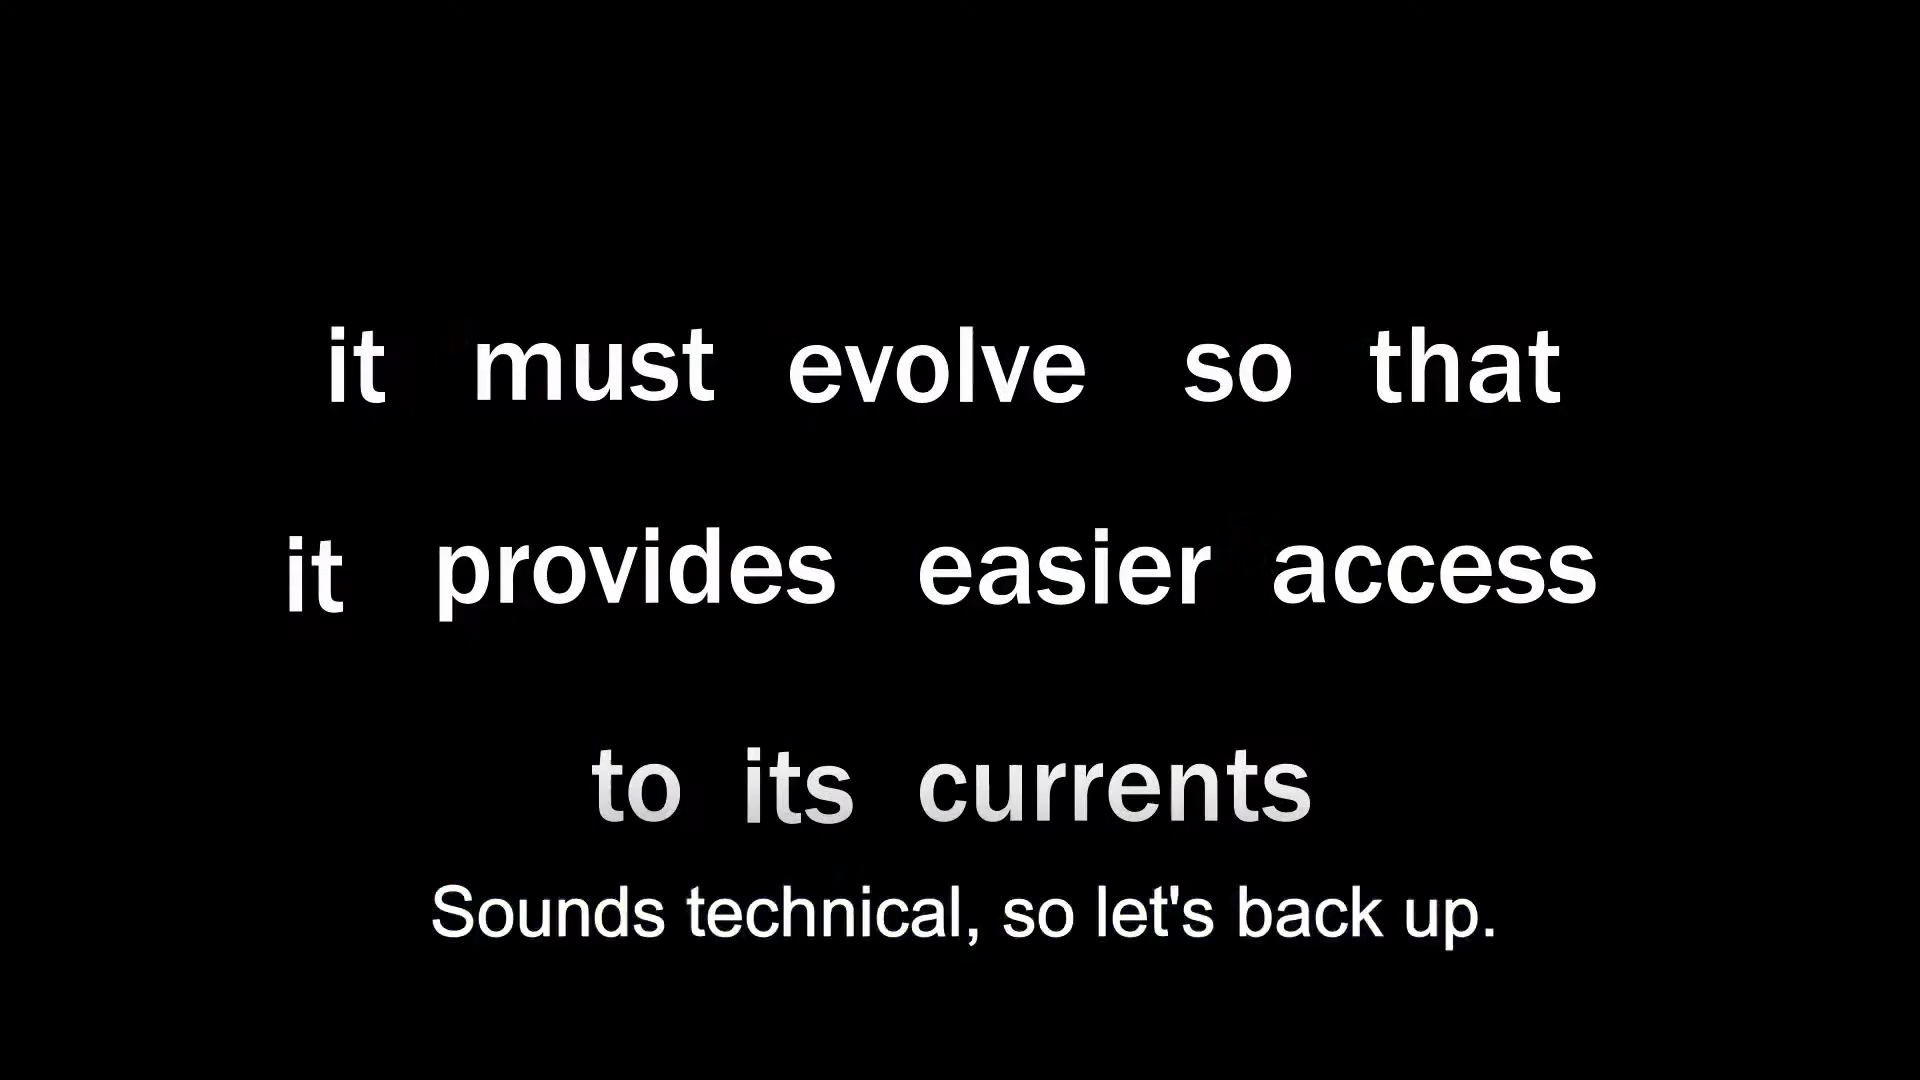 it must evolve so that
it provides easier access
to its currents
Sounds technical, so let's back up.